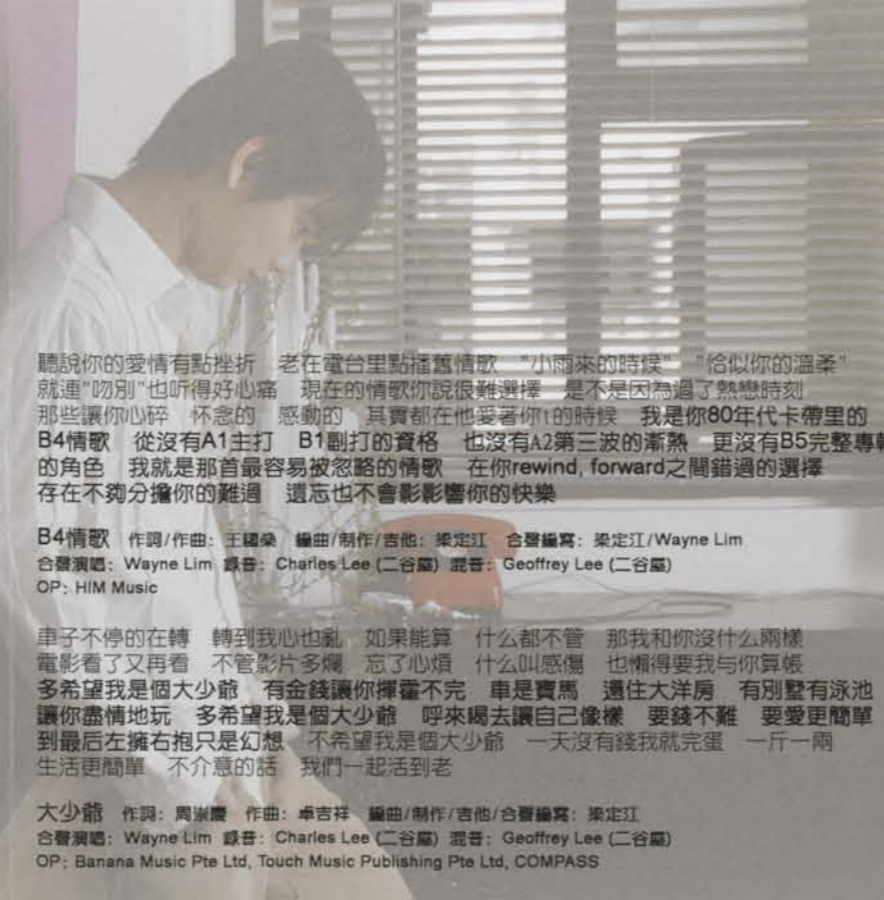 聽說你的愛情有點挫折　老在電台里點播舊情歌　"小雨來的時候"　"恰似你的溫柔"
就連"吻別"也听得好心痛　現在的情歌你說很難選擇　是不是因為過了熱戀時刻
那些讓你心碎　怀念的　感動的　其實都在他愛著你t的時候　我是你80年代卡帶里的
B4情歌　從沒有A1主打　B1副打的資格　也沒有A2第三波的漸熱　更沒有B5完整專輯
的角色　我就是那首最容易被忽略的情歌　在你rewind, forward之間錯過的選擇
存在不夠分擔你的難過　遺忘也不會影影響你的快樂
B4情歌　作詞/作曲：王國燊　編曲/制作/吉他：梁定江　合聲編寫：梁定江/Wayne Lim
合聲演唱：Wayne Lim 錄音：Charles Lee (二谷屋) 混音：Geoffrey Lee (二谷屋)
OP：HIM Music
車子不停的在轉　轉到我心也亂　如果能算　什么都不管　那我和你沒什么兩樣
電影看了又再看　不管影片多爛　忘了心煩　什么叫感傷　也懶得要我与你算帳
多希望我是個大少爺　有金錢讓你揮霍不完　車是寶馬　還住大洋房　有別墅有泳池
讓你盡情地玩　多希望我是個大少爺　呼來喝去讓自己像樣　要錢不難　要愛更簡單
到最后左擁右抱只是幻想　不希望我是個大少爺　一天沒有錢我就完蛋　一斤一兩
生活更簡單　不介意的話　我們一起活到老
大少爺　作詞：周崇慶　作曲：卓吉祥　編曲/制作/吉他/合聲編寫：梁定江
合聲演唱：Wayne Lim 錄音：Charles Lee (二谷屋) 混音：Geoffrey Lee (二谷屋)
OP：Banana Music Pte Ltd, Touch Music Publishing Pte Ltd, COMPASS